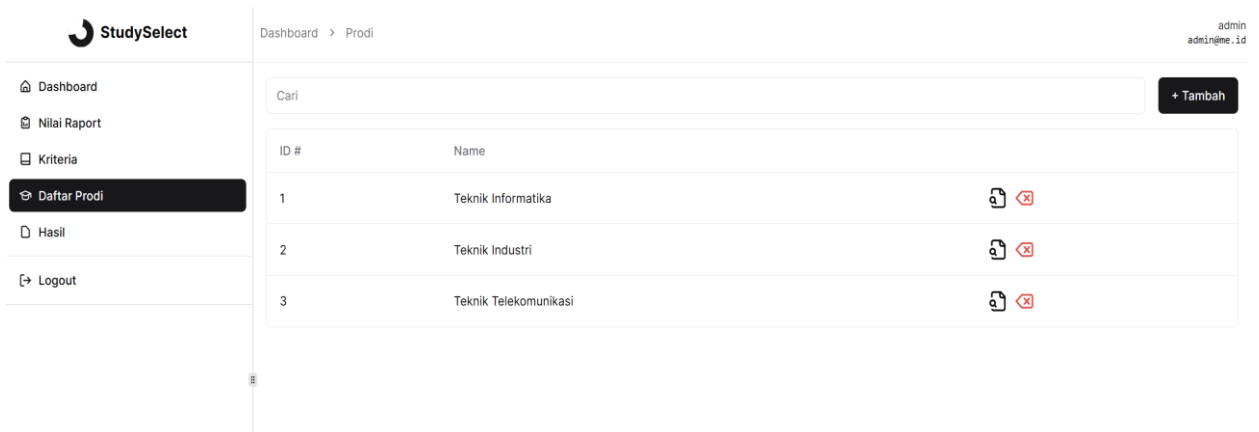 StudySelect
Dashboard > Prodi
admin
admin@me.id
Dashboard
Nilai Raport
Kriteria
Daftar Prodi
Hasil
Logout
Cari
+ Tambah
ID # Name
1 Teknik Informatika
2 Teknik Industri
3 Teknik Telekomunikasi